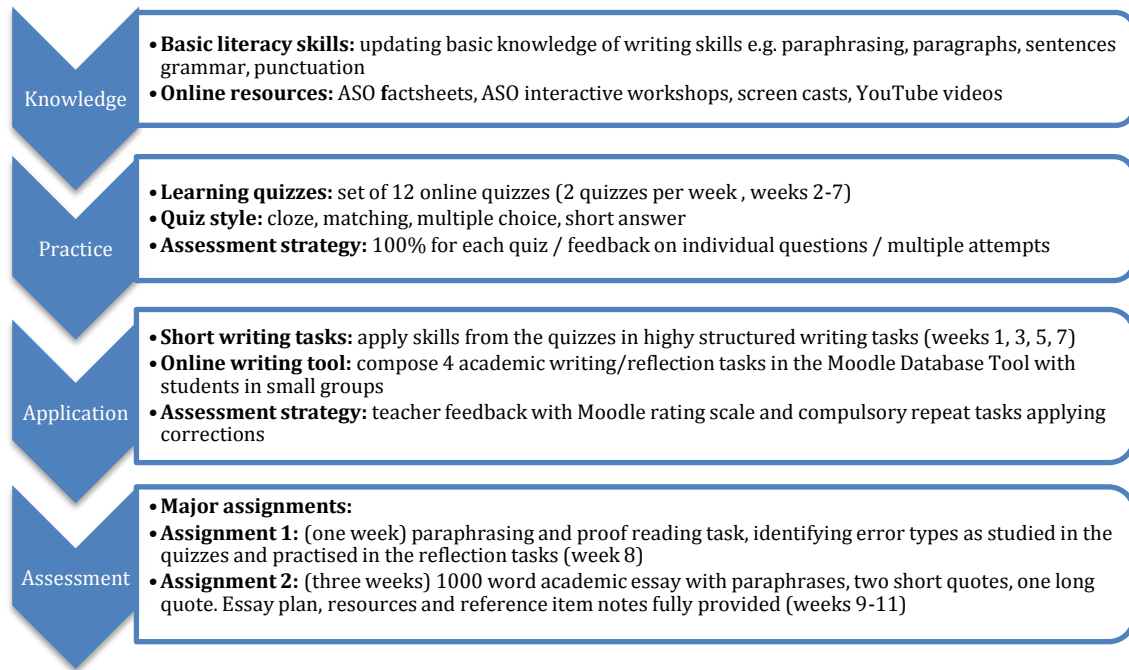 Knowledge
•Basic literacy skills: updating basic knowledge of writing skills e.g. paraphrasing, paragraphs, sentences
grammar, punctuation
•Online resources: ASO factsheets, ASO interactive workshops, screen casts, YouTube videos
Practice
•Learning quizzes: set of 12 online quizzes (2 quizzes per week , weeks 2-7)
•Quiz style: cloze, matching, multiple choice, short answer
•Assessment strategy: 100% for each quiz / feedback on individual questions / multiple attempts
Application
•Short writing tasks: apply skills from the quizzes in highy structured writing tasks (weeks 1, 3, 5, 7)
•Online writing tool: compose 4 academic writing/reflection tasks in the Moodle Database Tool with
students in small groups
•Assessment strategy: teacher feedback with Moodle rating scale and compulsory repeat tasks applying
corrections
Assessment
•Major assignments:
•Assignment 1: (one week) paraphrasing and proof reading task, identifying error types as studied in the
quizzes and practised in the reflection tasks (week 8)
•Assignment 2: (three weeks) 1000 word academic essay with paraphrases, two short quotes, one long
quote. Essay plan, resources and reference item notes fully provided (weeks 9-11)